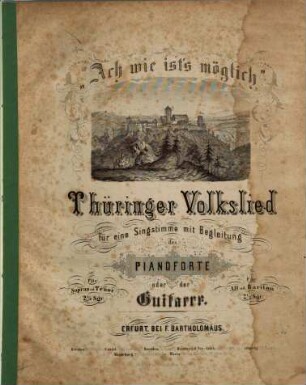 „Ach wie ist's möglich“
Thüringer Volkslied
für eine Singstimme mit Begleitung
des
PIANOFORTE
oder der
Guitarre.
Für
Sopran od. Tenor
Für
Alt od. Bariton
ERFURT, BEI F. BARTHOLOMÄUS.